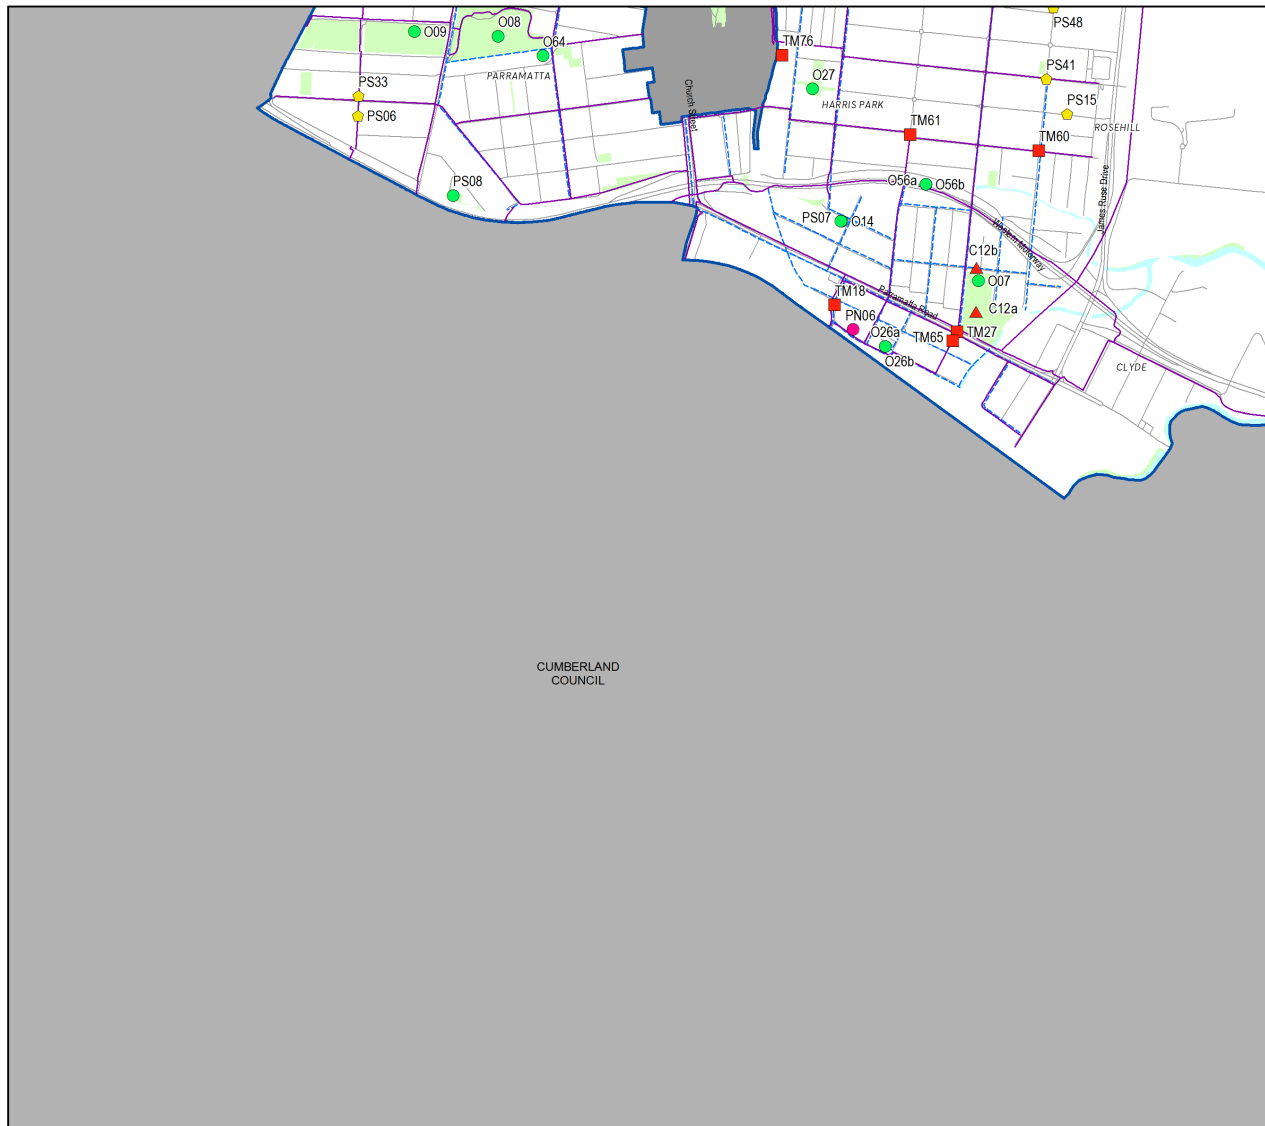 O08
O09
O64
PS48
TM76
PARRAMATTA
PS41
O27
PS33
Church Street
HARRIS PARK
PS15
PS06
TM61
ROSEHILL
TM60
PS08
O56a
O56b
James Ruse Drive
PS07
O14
Western Motorway
C12b
O07
TM18
Parramatta Road
C12a
PN06
O26a
TM65
TM27
O26b
CLYDE
CUMBERLAND
COUNCIL